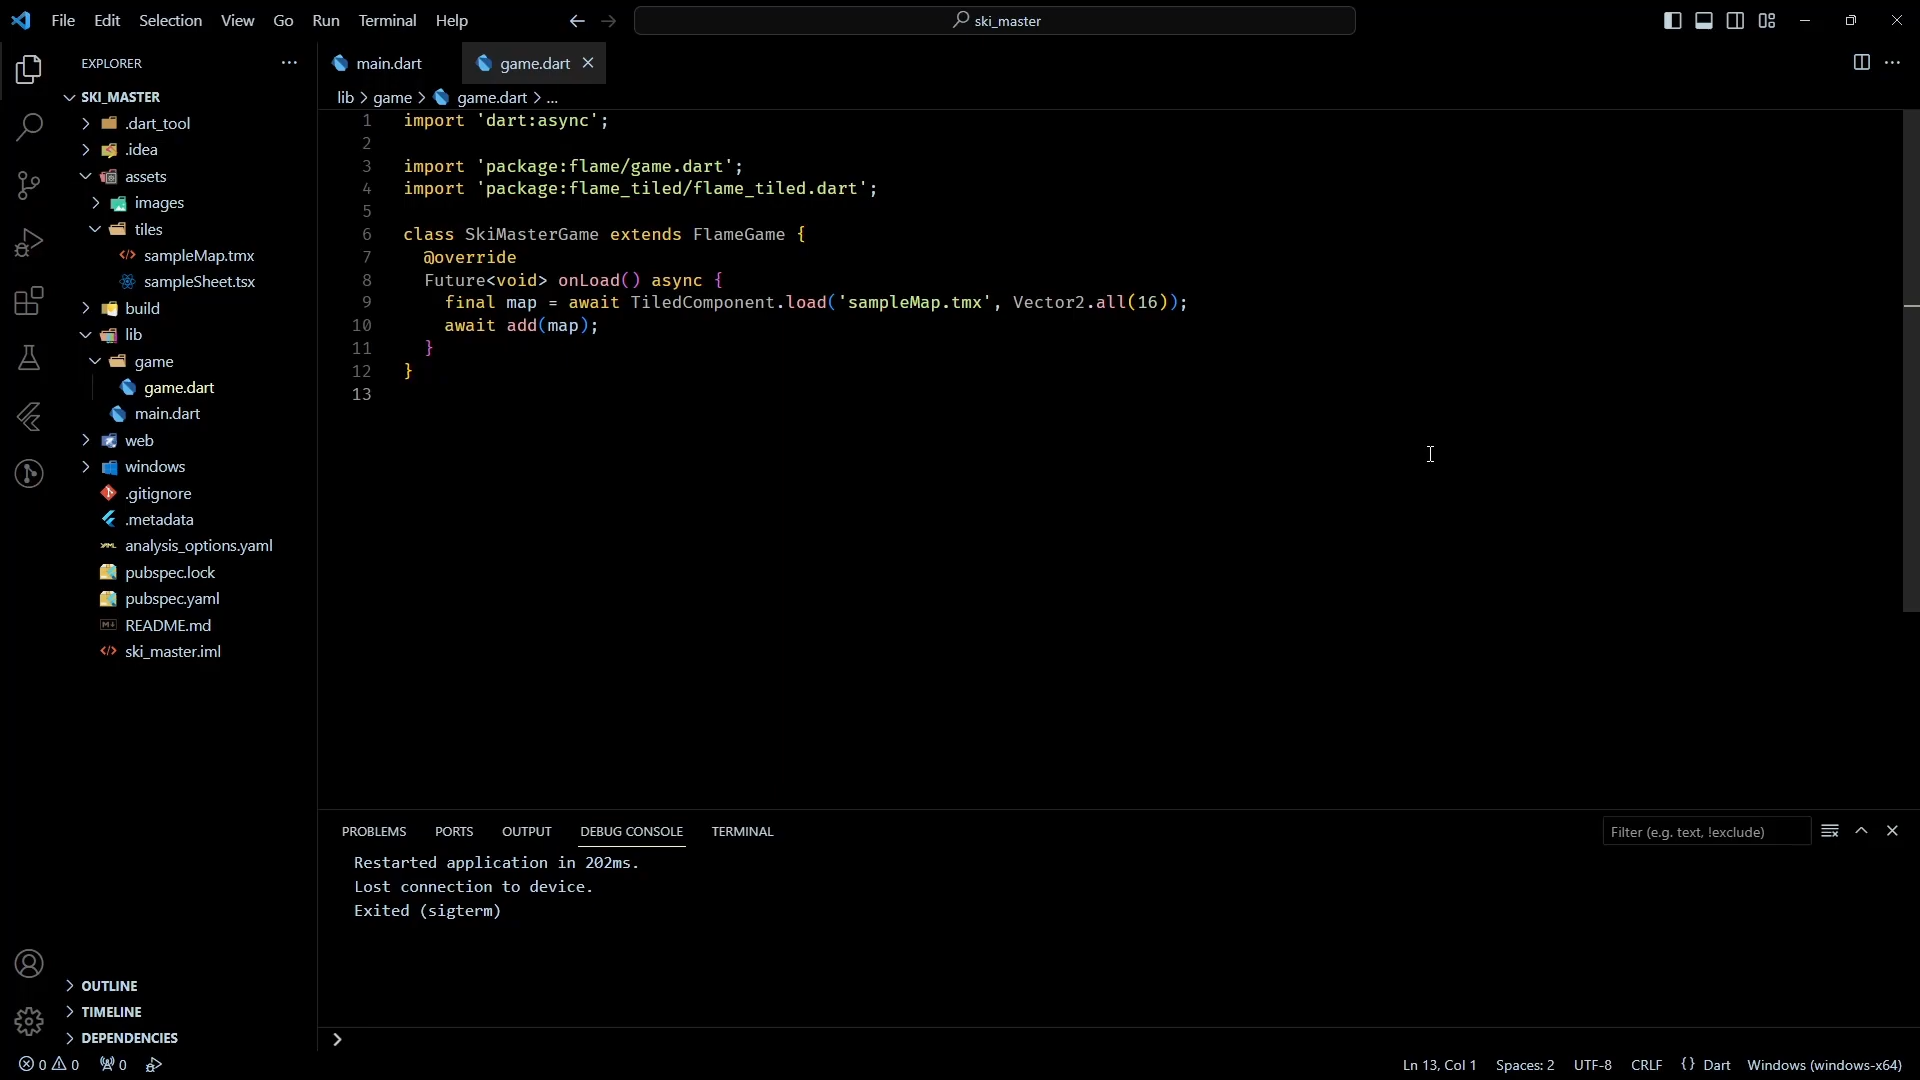 File Edit Selection View Go Run Terminal Help
ski_master
EXPLORER
SKI_MASTER
.dart_tool
.idea
assets
images
tiles
sampleMap.tmx
sampleSheet.tsx
build
lib
game
game.dart
main.dart
web
windows
.gitignore
.metadata
analysis_options.yaml
pubspec.lock
pubspec.yaml
README.md
ski_master.iml
OUTLINE
TIMELINE
DEPENDENCIES
main.dart game.dart
lib > game > game.dart > ...
1 import 'dart:async';
2
3 import 'package:flame/game.dart';
4 import 'package:flame_tiled/flame_tiled.dart';
5
6 class SkiMasterGame extends FlameGame {
7 @override
8 Future<void> onLoad() async {
9 final map = await TiledComponent.load('sampleMap.tmx', Vector2.all(16));
10 await add(map);
11 }
12 }
13
PROBLEMS PORTS OUTPUT DEBUG CONSOLE TERMINAL
Filter (e.g. text, !exclude)
Restarted application in 202ms.
Lost connection to device.
Exited (sigterm)
0 0 0
Ln 13, Col 1 Spaces: 2 UTF-8 CRLF {} Dart Windows (windows-x64)